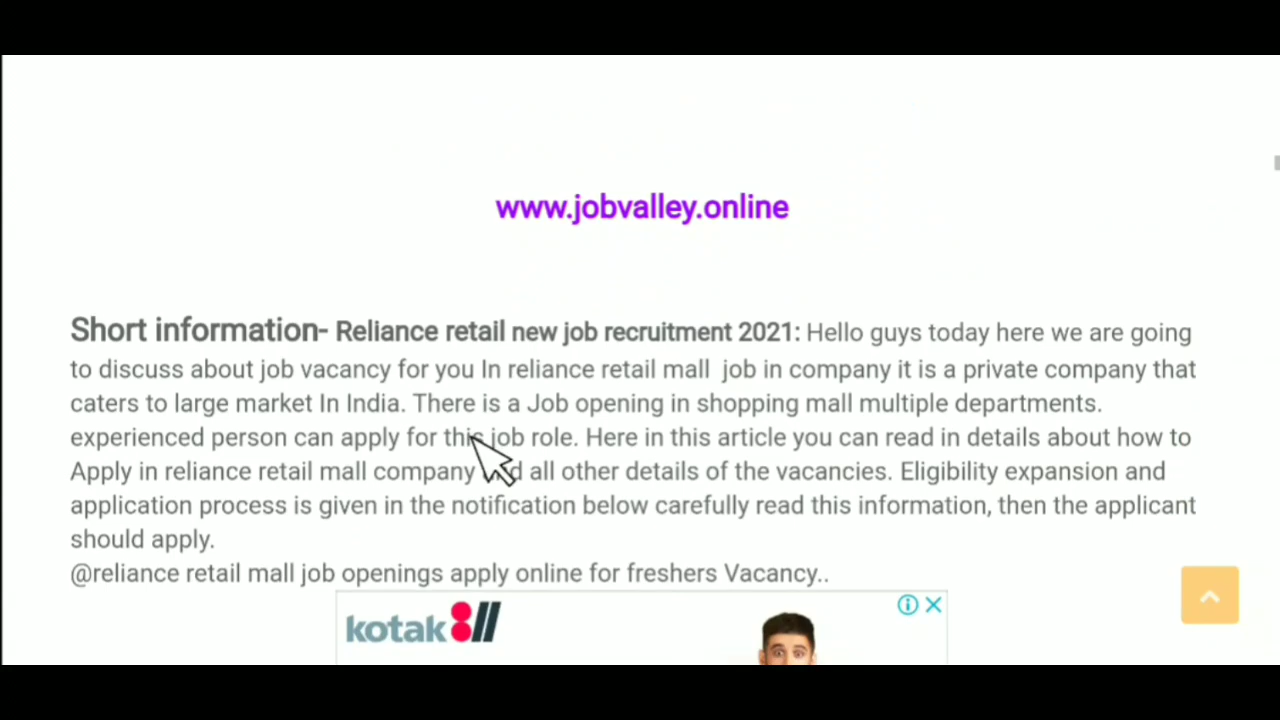 www.jobvalley.online
Short information- Reliance retail new job recruitment 2021: Hello guys today here we are going
to discuss about job vacancy for you In reliance retail mall  job in company it is a private company that
caters to large market In India. There is a Job opening in shopping mall multiple departments.
experienced person can apply for this job role. Here in this article you can read in details about how to
Apply in reliance retail mall company all other details of the vacancies. Eligibility expansion and
application process is given in the notification below carefully read this information, then the applicant
should apply.
@reliance retail mall job openings apply online for freshers Vacancy..
kotak